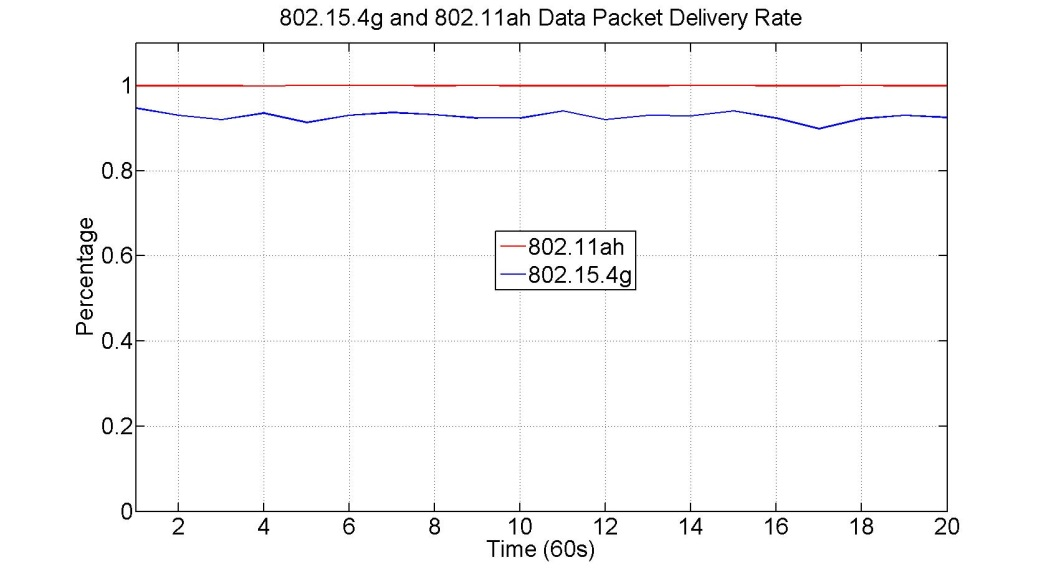 802.15.4g and 802.11ah Data Packet Delivery Rate
1
0.8
0.6
0.4
0.2
0
Percentage
802.11ah
802.15.4g
2 4 6 8 10 12 14 16 18 20
Time (60s)